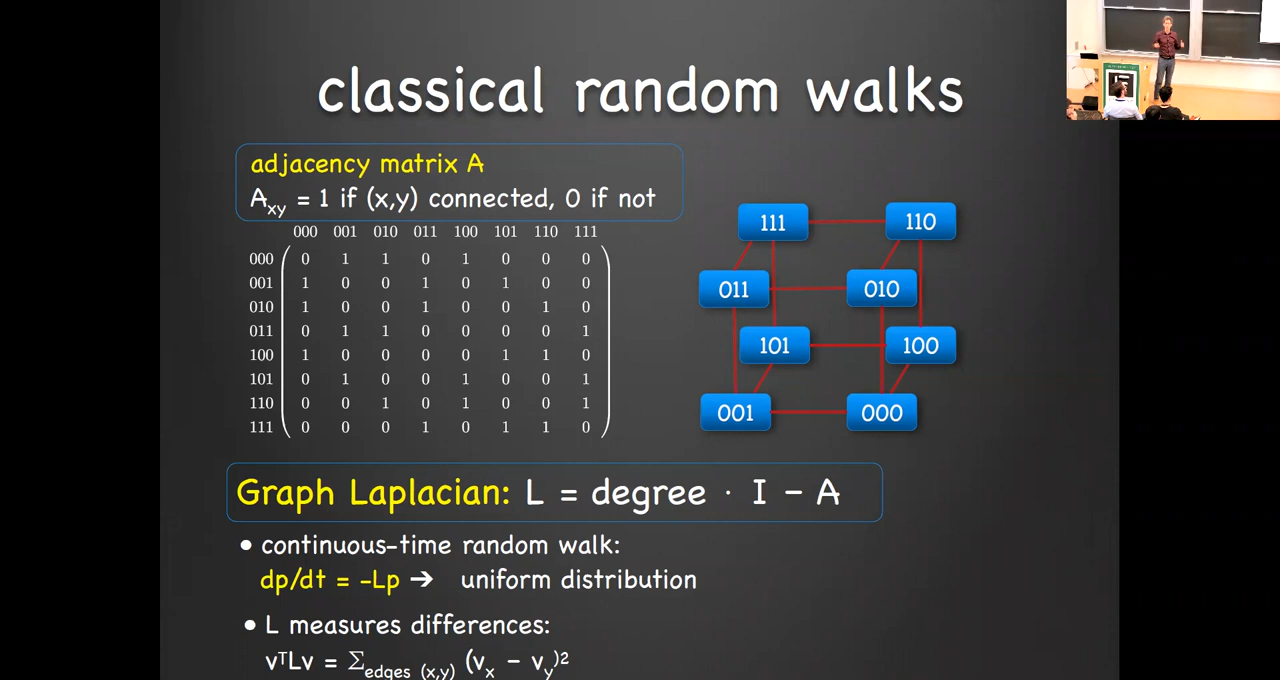 classical random walks
adjacency matrix A
Axy = 1 if (x,y) connected, 0 if not
000 001 010 011 100 101 110 111
000 0 1 1 0 1 0 0 0
001 1 0 0 1 0 1 0 0
010 1 0 0 1 0 0 1 0
011 0 1 1 0 0 0 0 1
100 1 0 0 0 0 1 1 0
101 0 1 0 0 1 0 0 1
110 0 0 1 0 1 0 0 1
111 0 0 0 1 0 1 1 0
111 110
011 010
101 100
001 000
Graph Laplacian: L = degree · I − A
• continuous-time random walk:
dp/dt = -Lp ➔ uniform distribution
• L measures differences:
vᵀLv = Σedges (x,y) (vx − vy)²